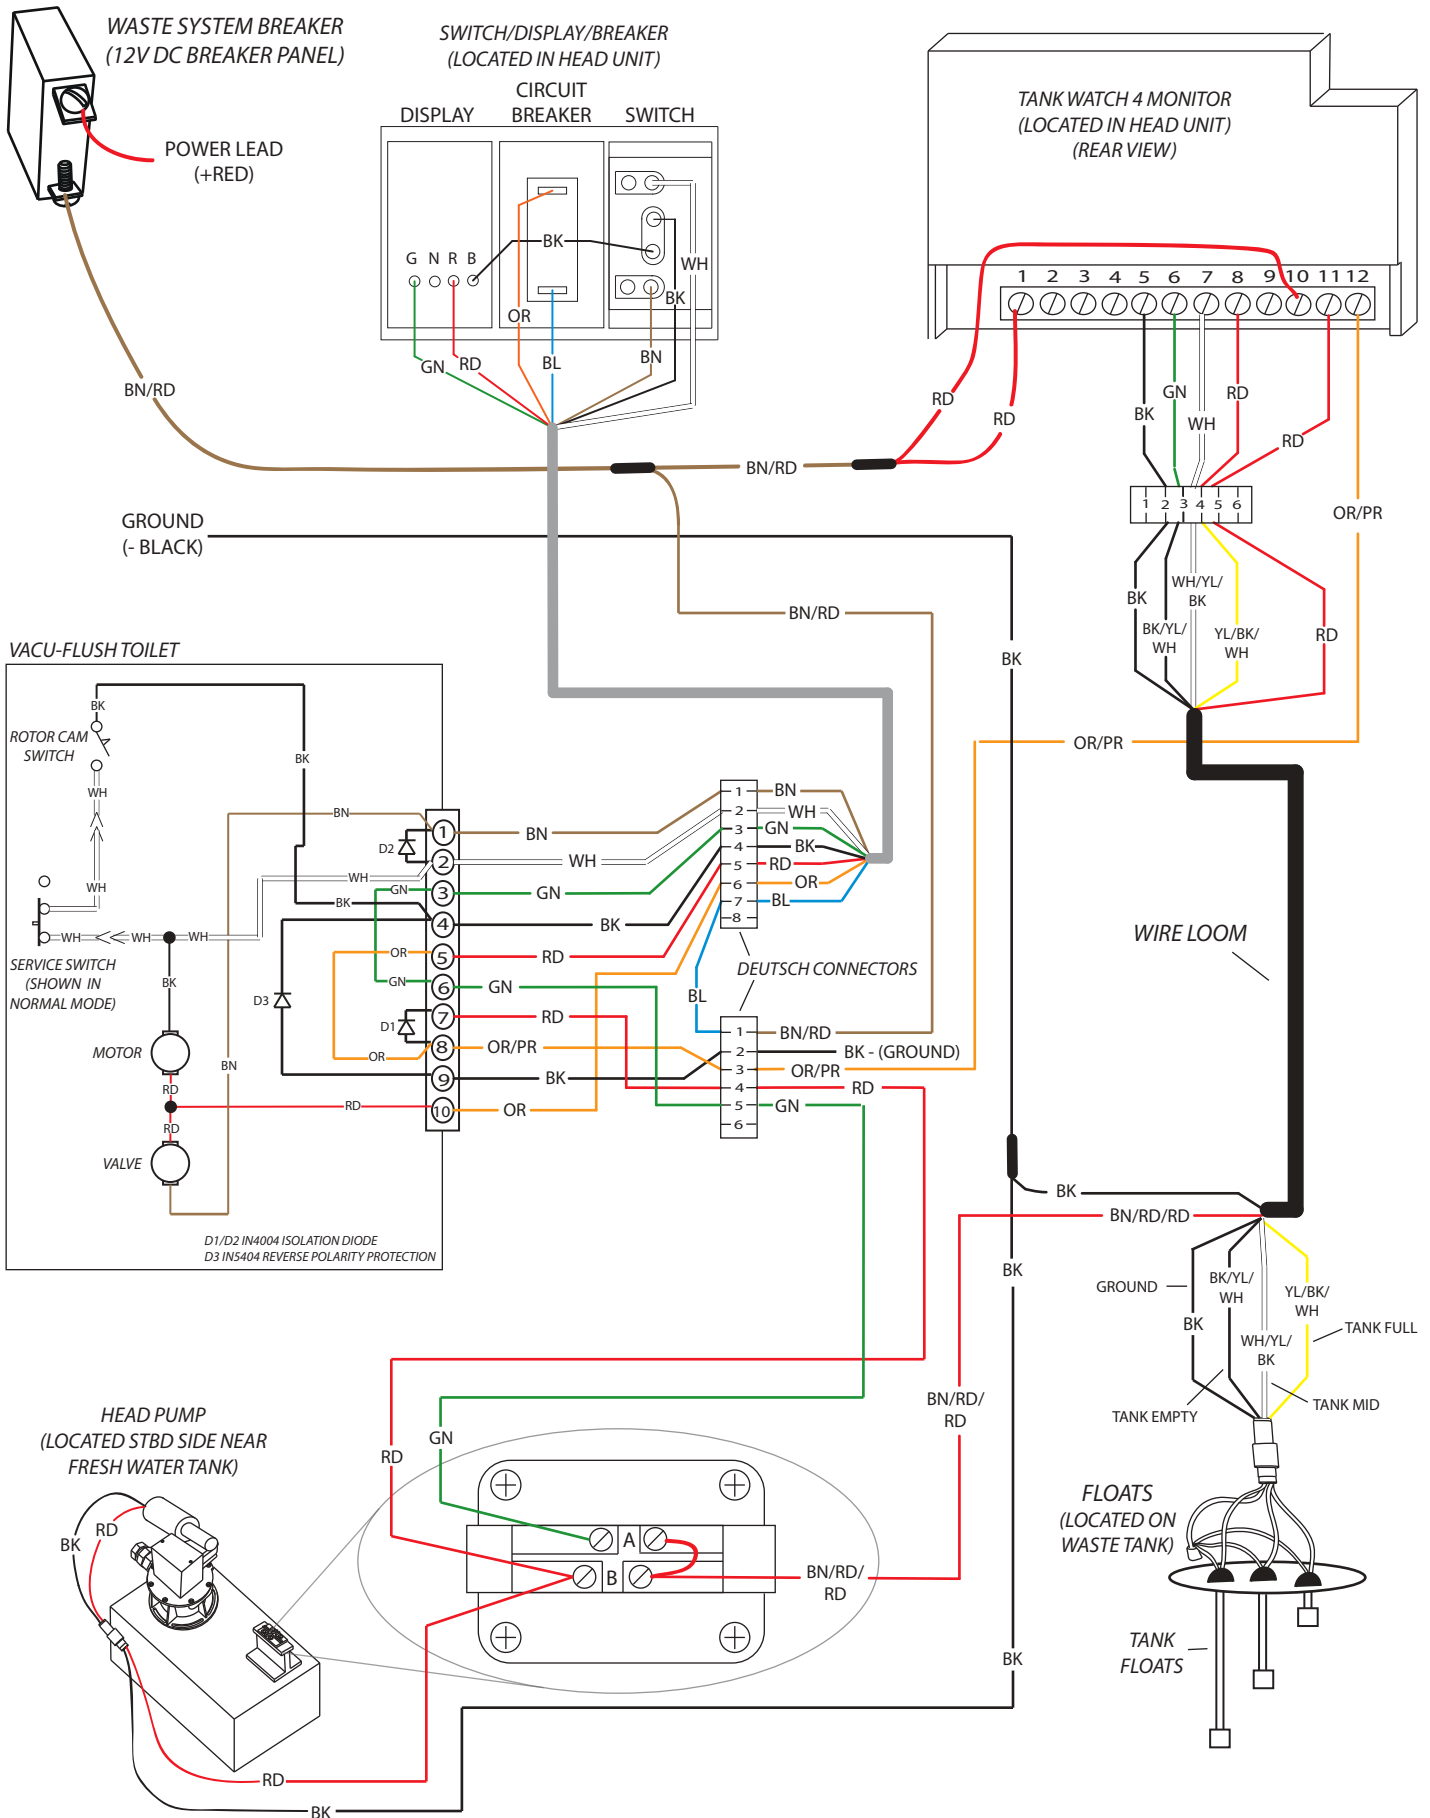 WASTE SYSTEM BREAKER
(12V DC BREAKER PANEL)
POWER LEAD
(+RED)
BN/RD
SWITCH/DISPLAY/BREAKER
(LOCATED IN HEAD UNIT)
DISPLAY
CIRCUIT
BREAKER
SWITCH
G N R B
BK
WH
BK
OR
GN
RD
BL
BN
TANK WATCH 4 MONITOR
(LOCATED IN HEAD UNIT)
(REAR VIEW)
1 2 3 4 5 6 7 8 9 10 11 12
RD
RD
BK
GN
WH
RD
RD
OR/PR
1 2 3 4 5 6
BN/RD
GROUND
(- BLACK)
BK
BK/YL/
WH
WH/YL/
BK
YL/BK/
WH
RD
BN/RD
BK
OR/PR
VACU-FLUSH TOILET
BK
ROTOR CAM
SWITCH
BK
WH
WH
BN
D2
WH
GN
BK
WH
WH
WH
SERVICE SWITCH
(SHOWN IN
NORMAL MODE)
BK
OR
GN
D3
D1
OR
MOTOR
BN
RD
RD
RD
VALVE
1
2
3
4
5
6
7
8
9
10
D1/D2 IN4004 ISOLATION DIODE
D3 IN5404 REVERSE POLARITY PROTECTION
BN
WH
GN
BK
RD
GN
RD
OR/PR
BK
OR
1
2
3
4
5
6
7
8
BN
WH
GN
BK
RD
OR
BL
DEUTSCH CONNECTORS
BL
1
2
3
4
5
6
BN/RD
BK - (GROUND)
OR/PR
RD
GN
WIRE LOOM
BK
BN/RD/RD
BK
GROUND
BK
BK/YL/
WH
WH/YL/
BK
YL/BK/
WH
TANK FULL
TANK MID
TANK EMPTY
BN/RD/
RD
HEAD PUMP
(LOCATED STBD SIDE NEAR
FRESH WATER TANK)
RD
GN
BK
RD
A
B
BN/RD/
RD
FLOATS
(LOCATED ON
WASTE TANK)
TANK
FLOATS
BK
RD
BK